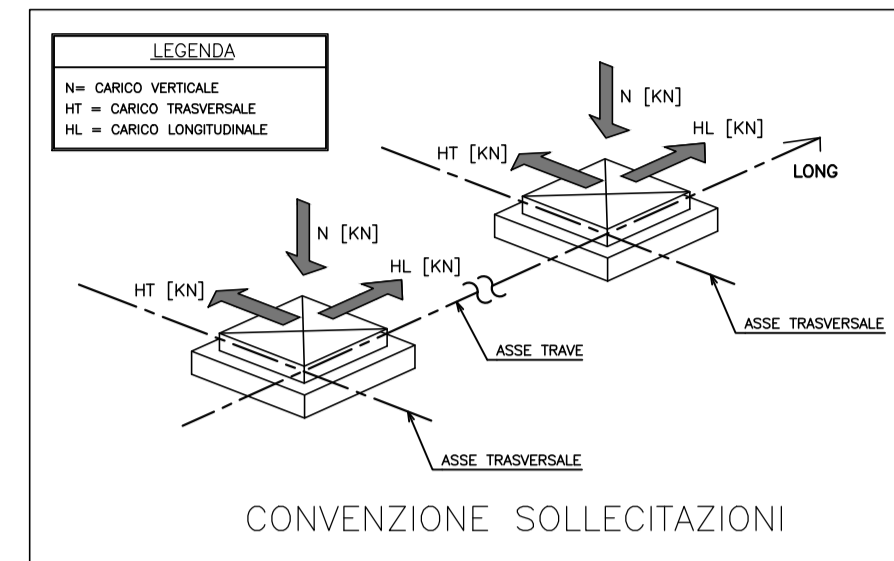 LEGENDA
N= CARICO VERTICALE
HT = CARICO TRASVERSALE
HL = CARICO LONGITUDINALE
N [KN]
HT [KN]
HL [KN]
LONG
N [KN]
HT [KN]
HL [KN]
ASSE TRASVERSALE
ASSE TRAVE
ASSE TRASVERSALE
CONVENZIONE SOLLECITAZIONI